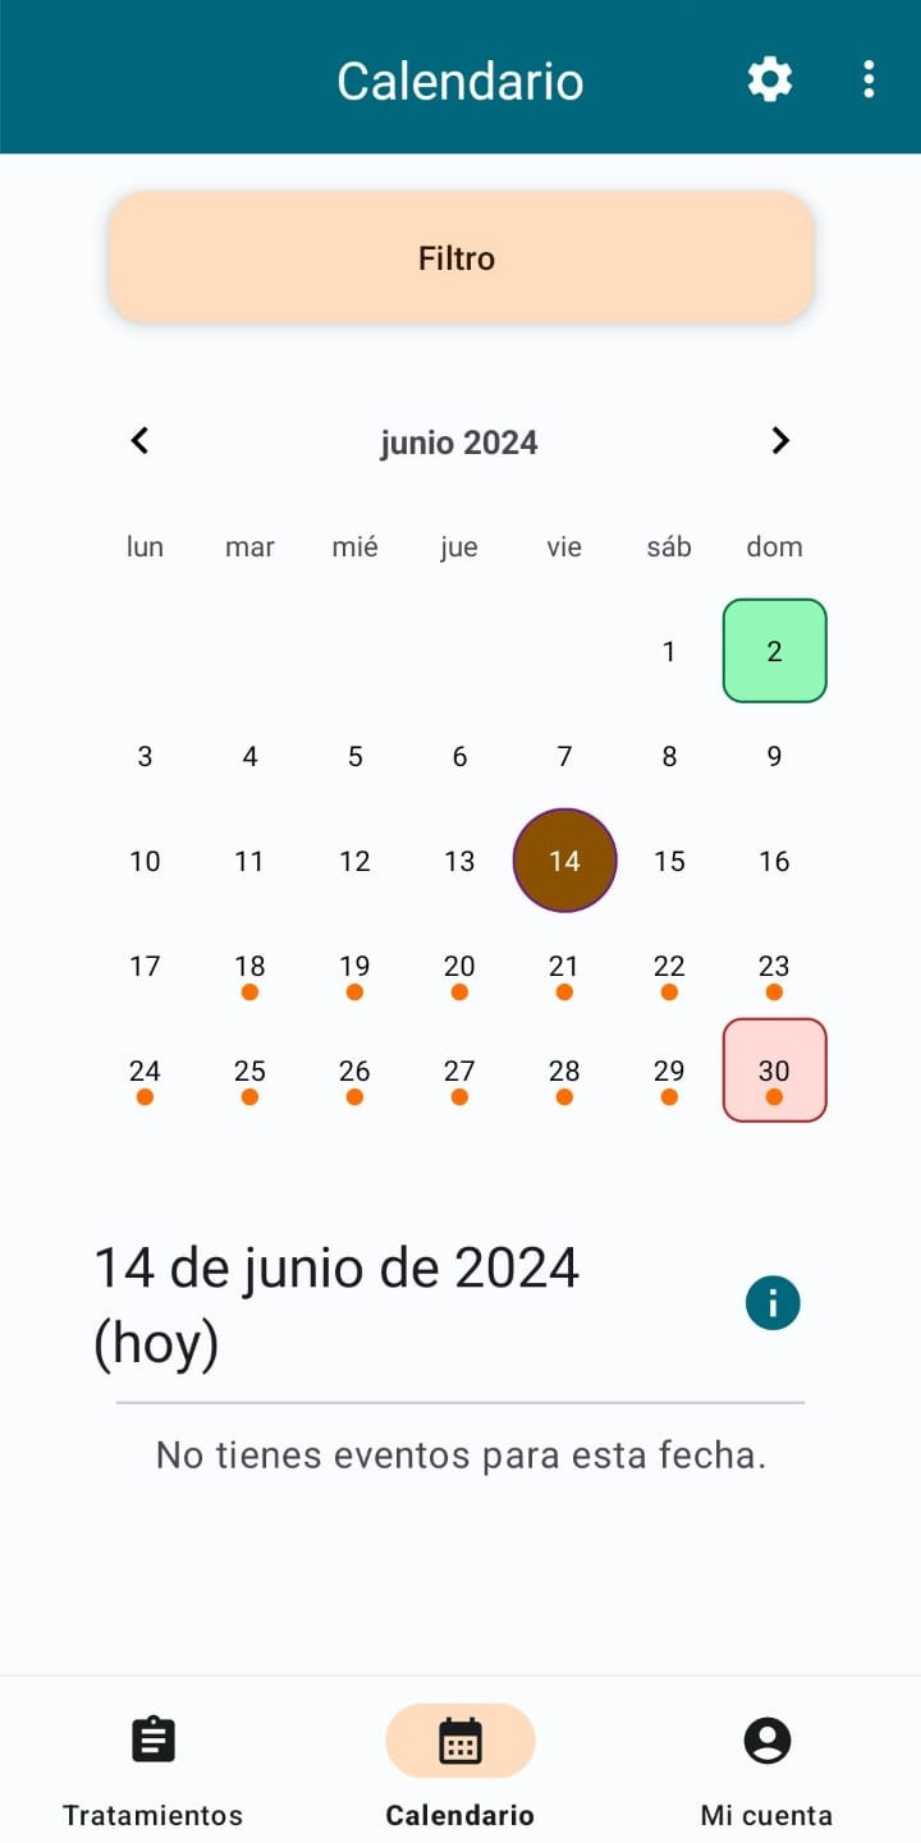 Calendario
Filtro
junio 2024
lun mar mié jue vie sáb dom
1 2
3 4 5 6 7 8 9
10 11 12 13 14 15 16
17 18 19 20 21 22 23
24 25 26 27 28 29 30
14 de junio de 2024
(hoy)
No tienes eventos para esta fecha.
Tratamientos Calendario Mi cuenta